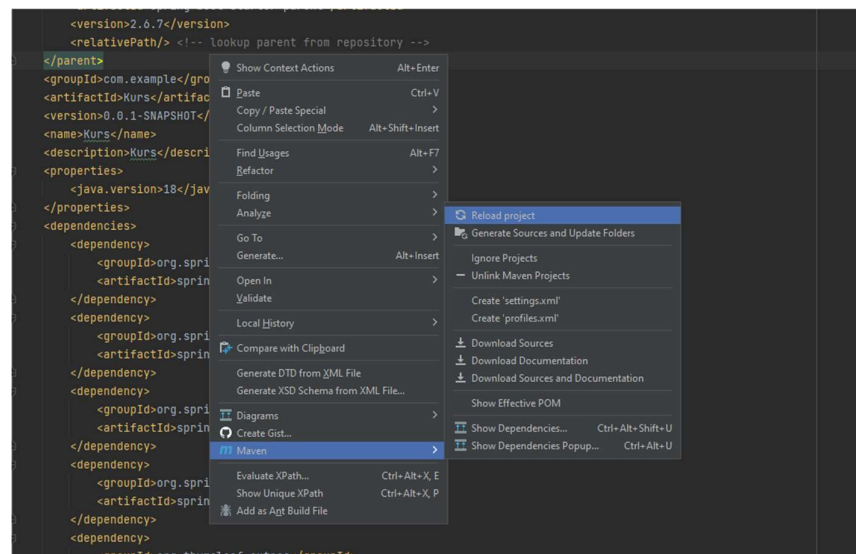 <version>2.6.7</version>
<relativePath/> <!-- lookup parent from repository -->
</parent>
<groupId>com.example</gro
<artifactId>Kurs</artifac
<version>0.0.1-SNAPSHOT</
<name>Kurs</name>
<description>Kurs</descri
<properties>
<java.version>18</jav
</properties>
<dependencies>
<dependency>
<groupId>org.spri
<artifactId>sprin
</dependency>
<dependency>
<groupId>org.spri
<artifactId>sprin
</dependency>
<dependency>
<groupId>org.spri
<artifactId>sprin
</dependency>
<dependency>
<groupId>org.spri
<artifactId>sprin
</dependency>
<dependency>
Show Context Actions Alt+Enter
Paste Ctrl+V
Copy / Paste Special
Column Selection Mode Alt+Shift+Insert
Find Usages Alt+F7
Refactor
Folding
Analyze
Go To
Generate... Alt+Insert
Open In
Validate
Local History
Compare with Clipboard
Generate DTD from XML File
Generate XSD Schema from XML File...
Diagrams
Create Gist...
Maven
Evaluate XPath... Ctrl+Alt+X, E
Show Unique XPath Ctrl+Alt+X, P
Add as Ant Build File
Reload project
Generate Sources and Update Folders
Ignore Projects
Unlink Maven Projects
Create 'settings.xml'
Create 'profiles.xml'
Download Sources
Download Documentation
Download Sources and Documentation
Show Effective POM
Show Dependencies... Ctrl+Alt+Shift+U
Show Dependencies Popup... Ctrl+Alt+U